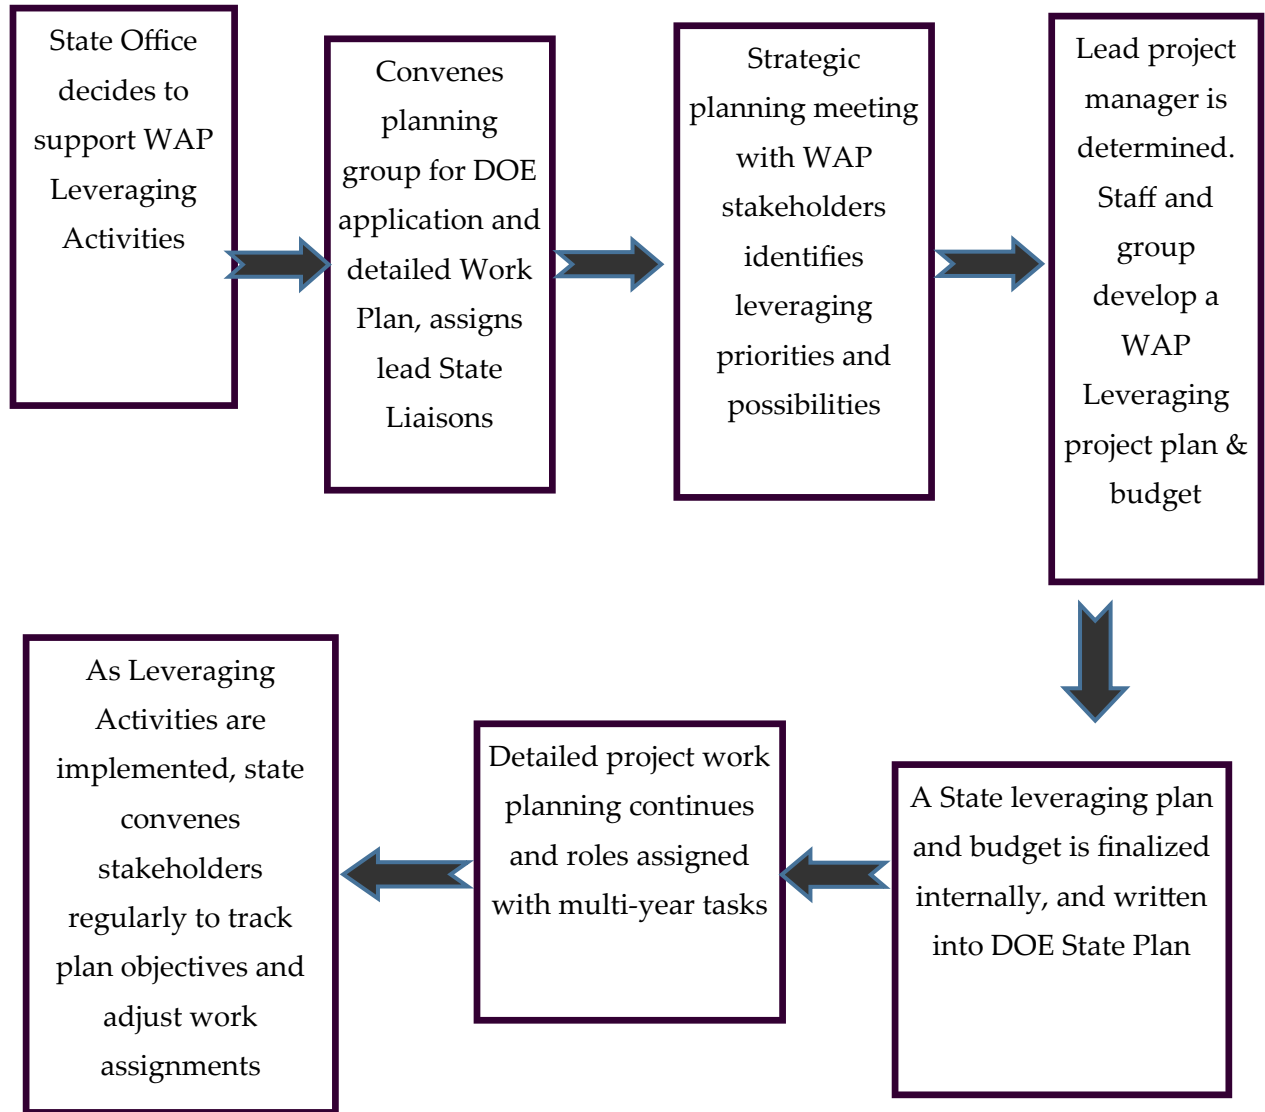 State Office
decides to
support WAP
Leveraging
Activities
Convenes
planning
group for DOE
application and
detailed Work
Plan, assigns
lead State
Liaisons
Strategic
planning meeting
with WAP
stakeholders
identifies
leveraging
priorities and
possibilities
Lead project
manager is
determined.
Staff and
group
develop a
WAP
Leveraging
project plan &
budget
A State leveraging plan
and budget is finalized
internally, and written
into DOE State Plan
Detailed project work
planning continues
and roles assigned
with multi-year tasks
As Leveraging
Activities are
implemented, state
convenes
stakeholders
regularly to track
plan objectives and
adjust work
assignments